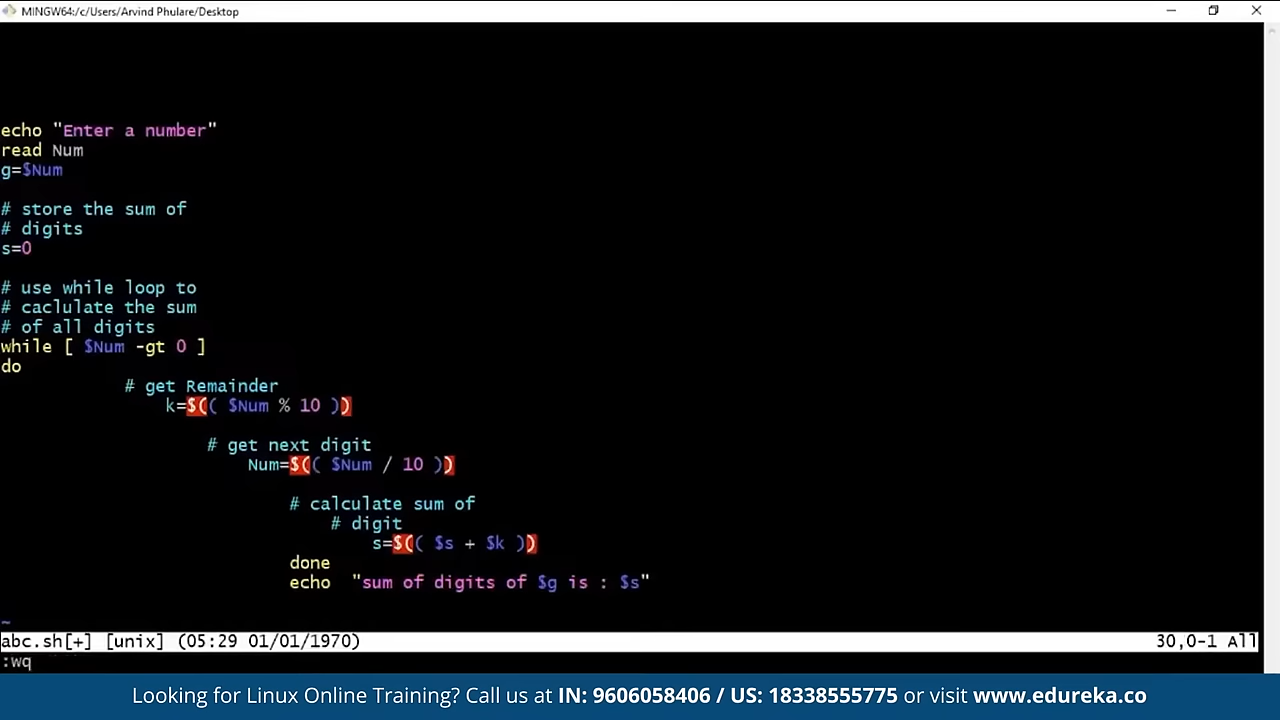 MINGW64:/c/Users/Arvind Phulare/Desktop
echo "Enter a number"
read Num
g=$Num
# store the sum of
# digits
s=0
# use while loop to
# caclulate the sum
# of all digits
while [ $Num -gt 0 ]
do
# get Remainder
k=$(( $Num % 10 ))
# get next digit
Num=$(( $Num / 10 ))
# calculate sum of
# digit
s=$(( $s + $k ))
done
echo  "sum of digits of $g is : $s"
~
abc.sh[+] [unix] (05:29 01/01/1970) 30,0-1 All
:wq
Looking for Linux Online Training? Call us at IN: 9606058406 / US: 18338555775 or visit www.edureka.co